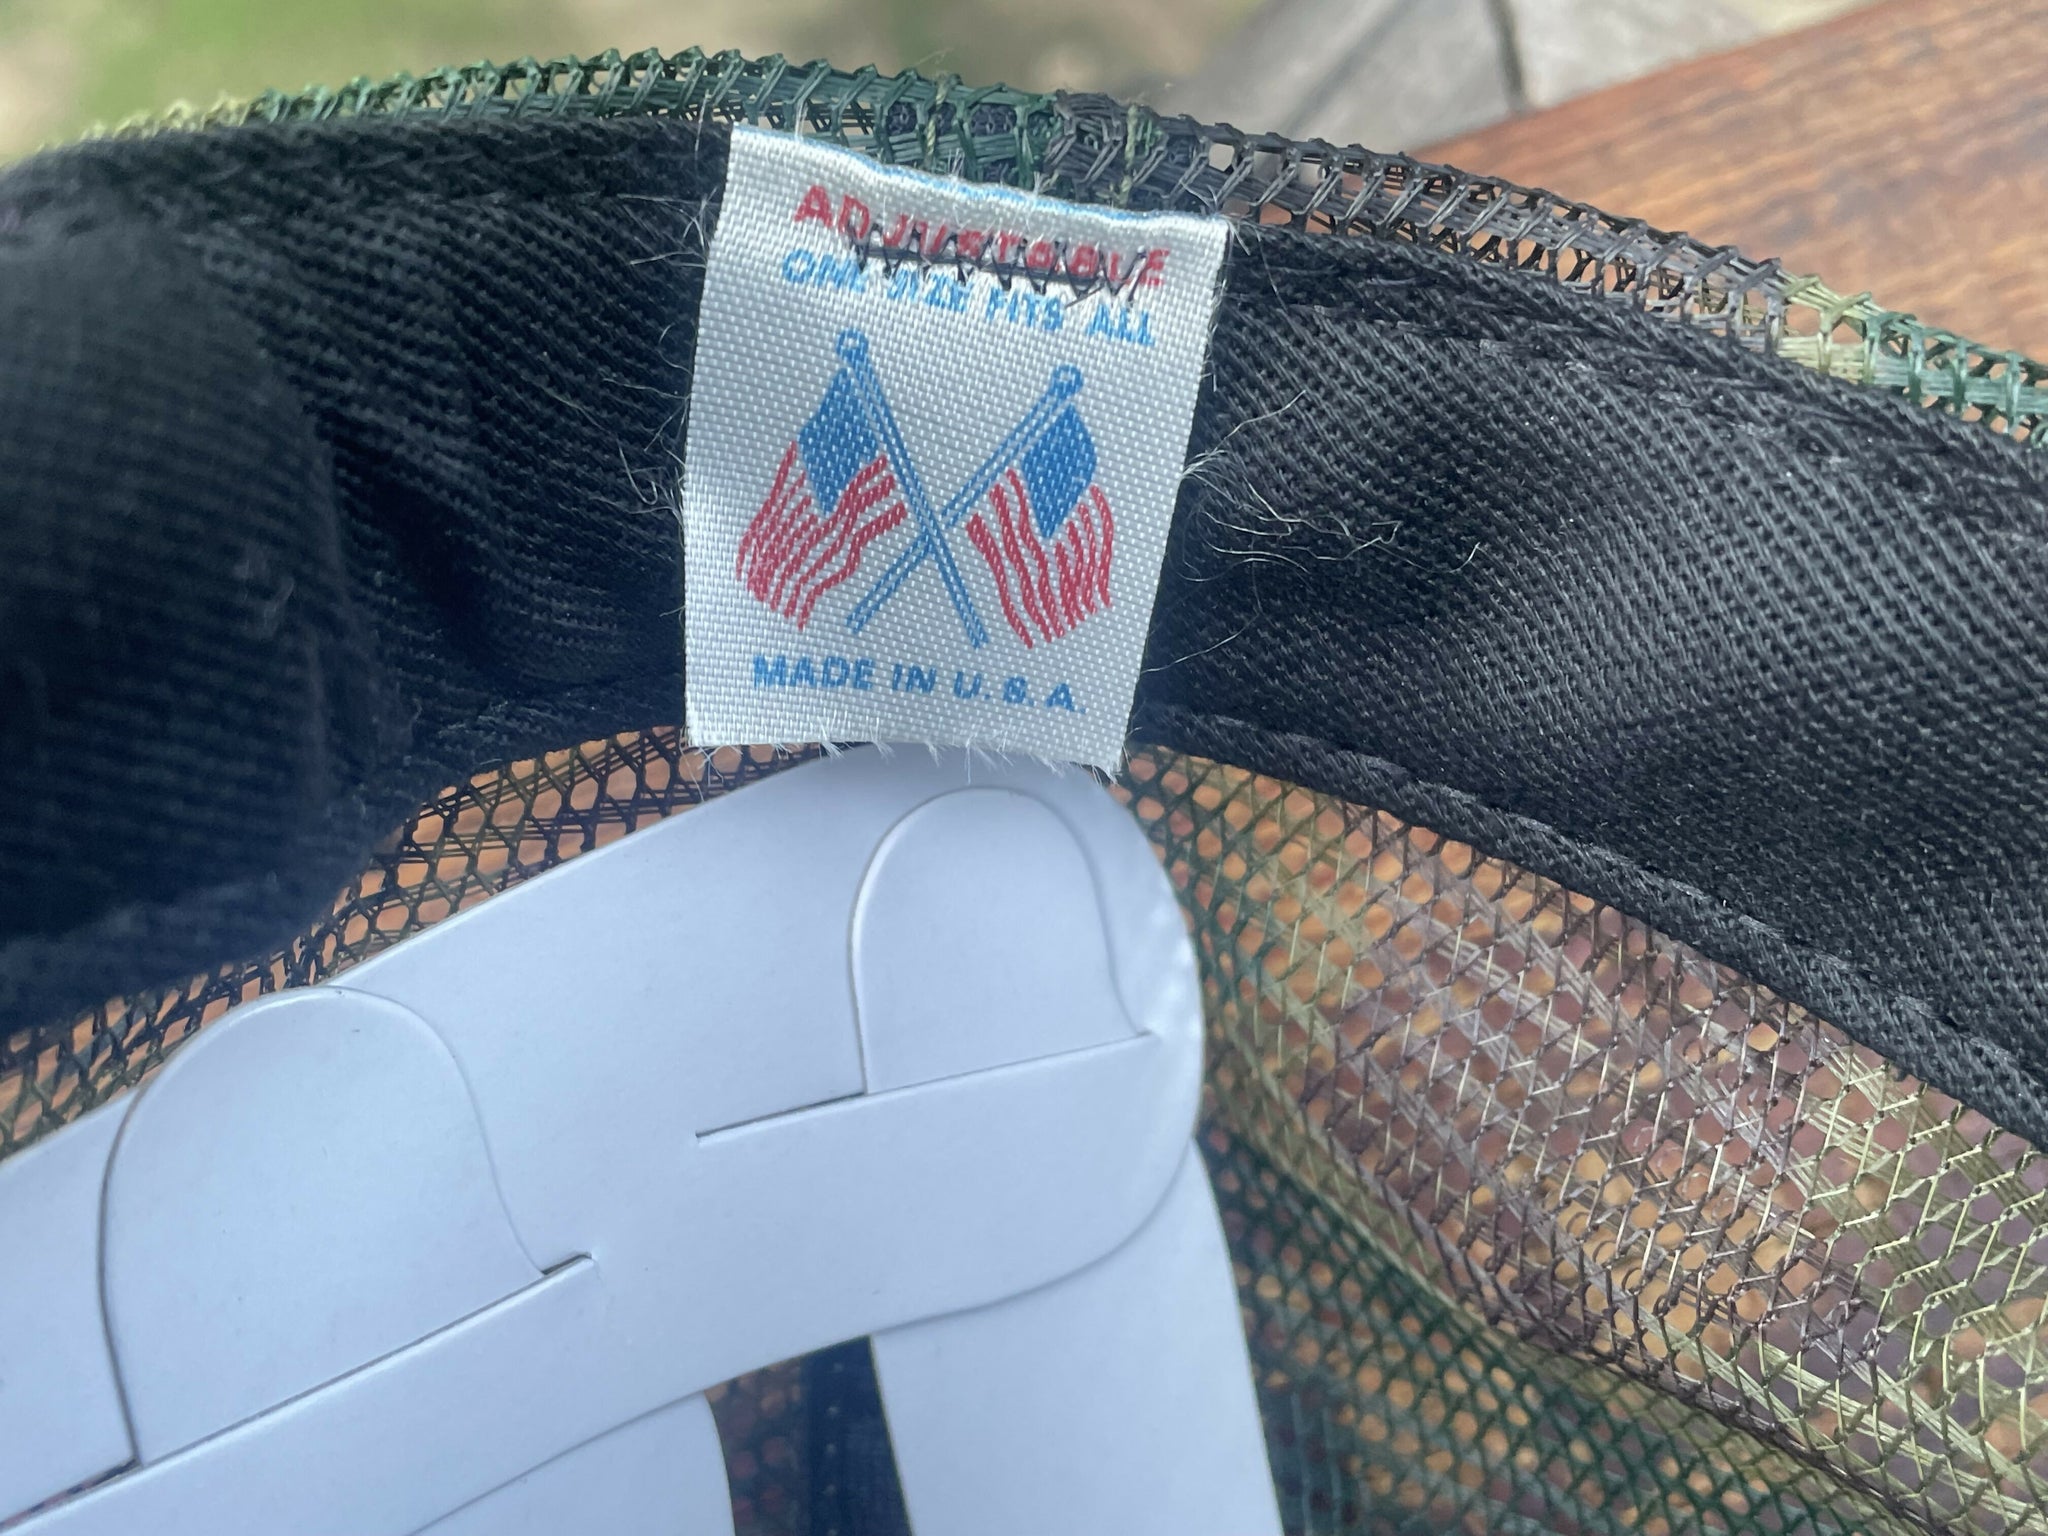 ADJUSTABLE
ONE SIZE FITS ALL
MADE IN U.S.A.